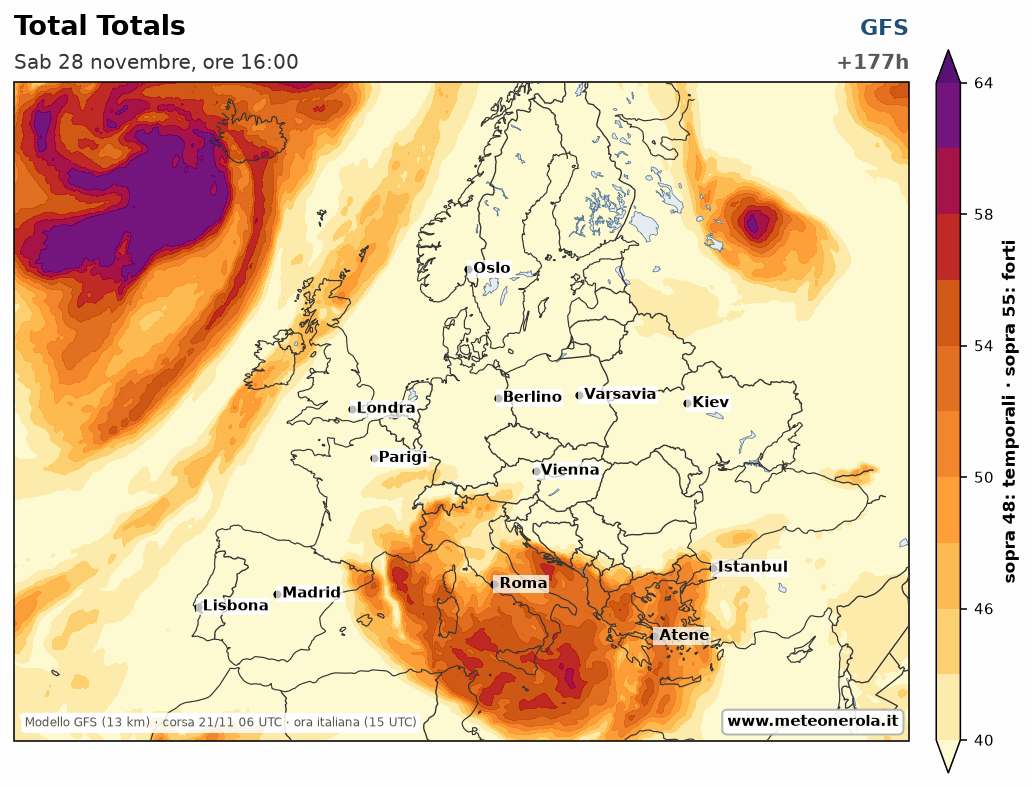 Total Totals
GFS
Sab 28 novembre, ore 16:00
+177h
64
58
54
50
46
40
sopra 48: temporali · sopra 55: forti
Oslo
Londra
Berlino
Varsavia
Kiev
Parigi
Vienna
Istanbul
Roma
Madrid
Lisbona
Atene
Modello GFS (13 km) · corsa 21/11 06 UTC · ora italiana (15 UTC)
www.meteonerola.it